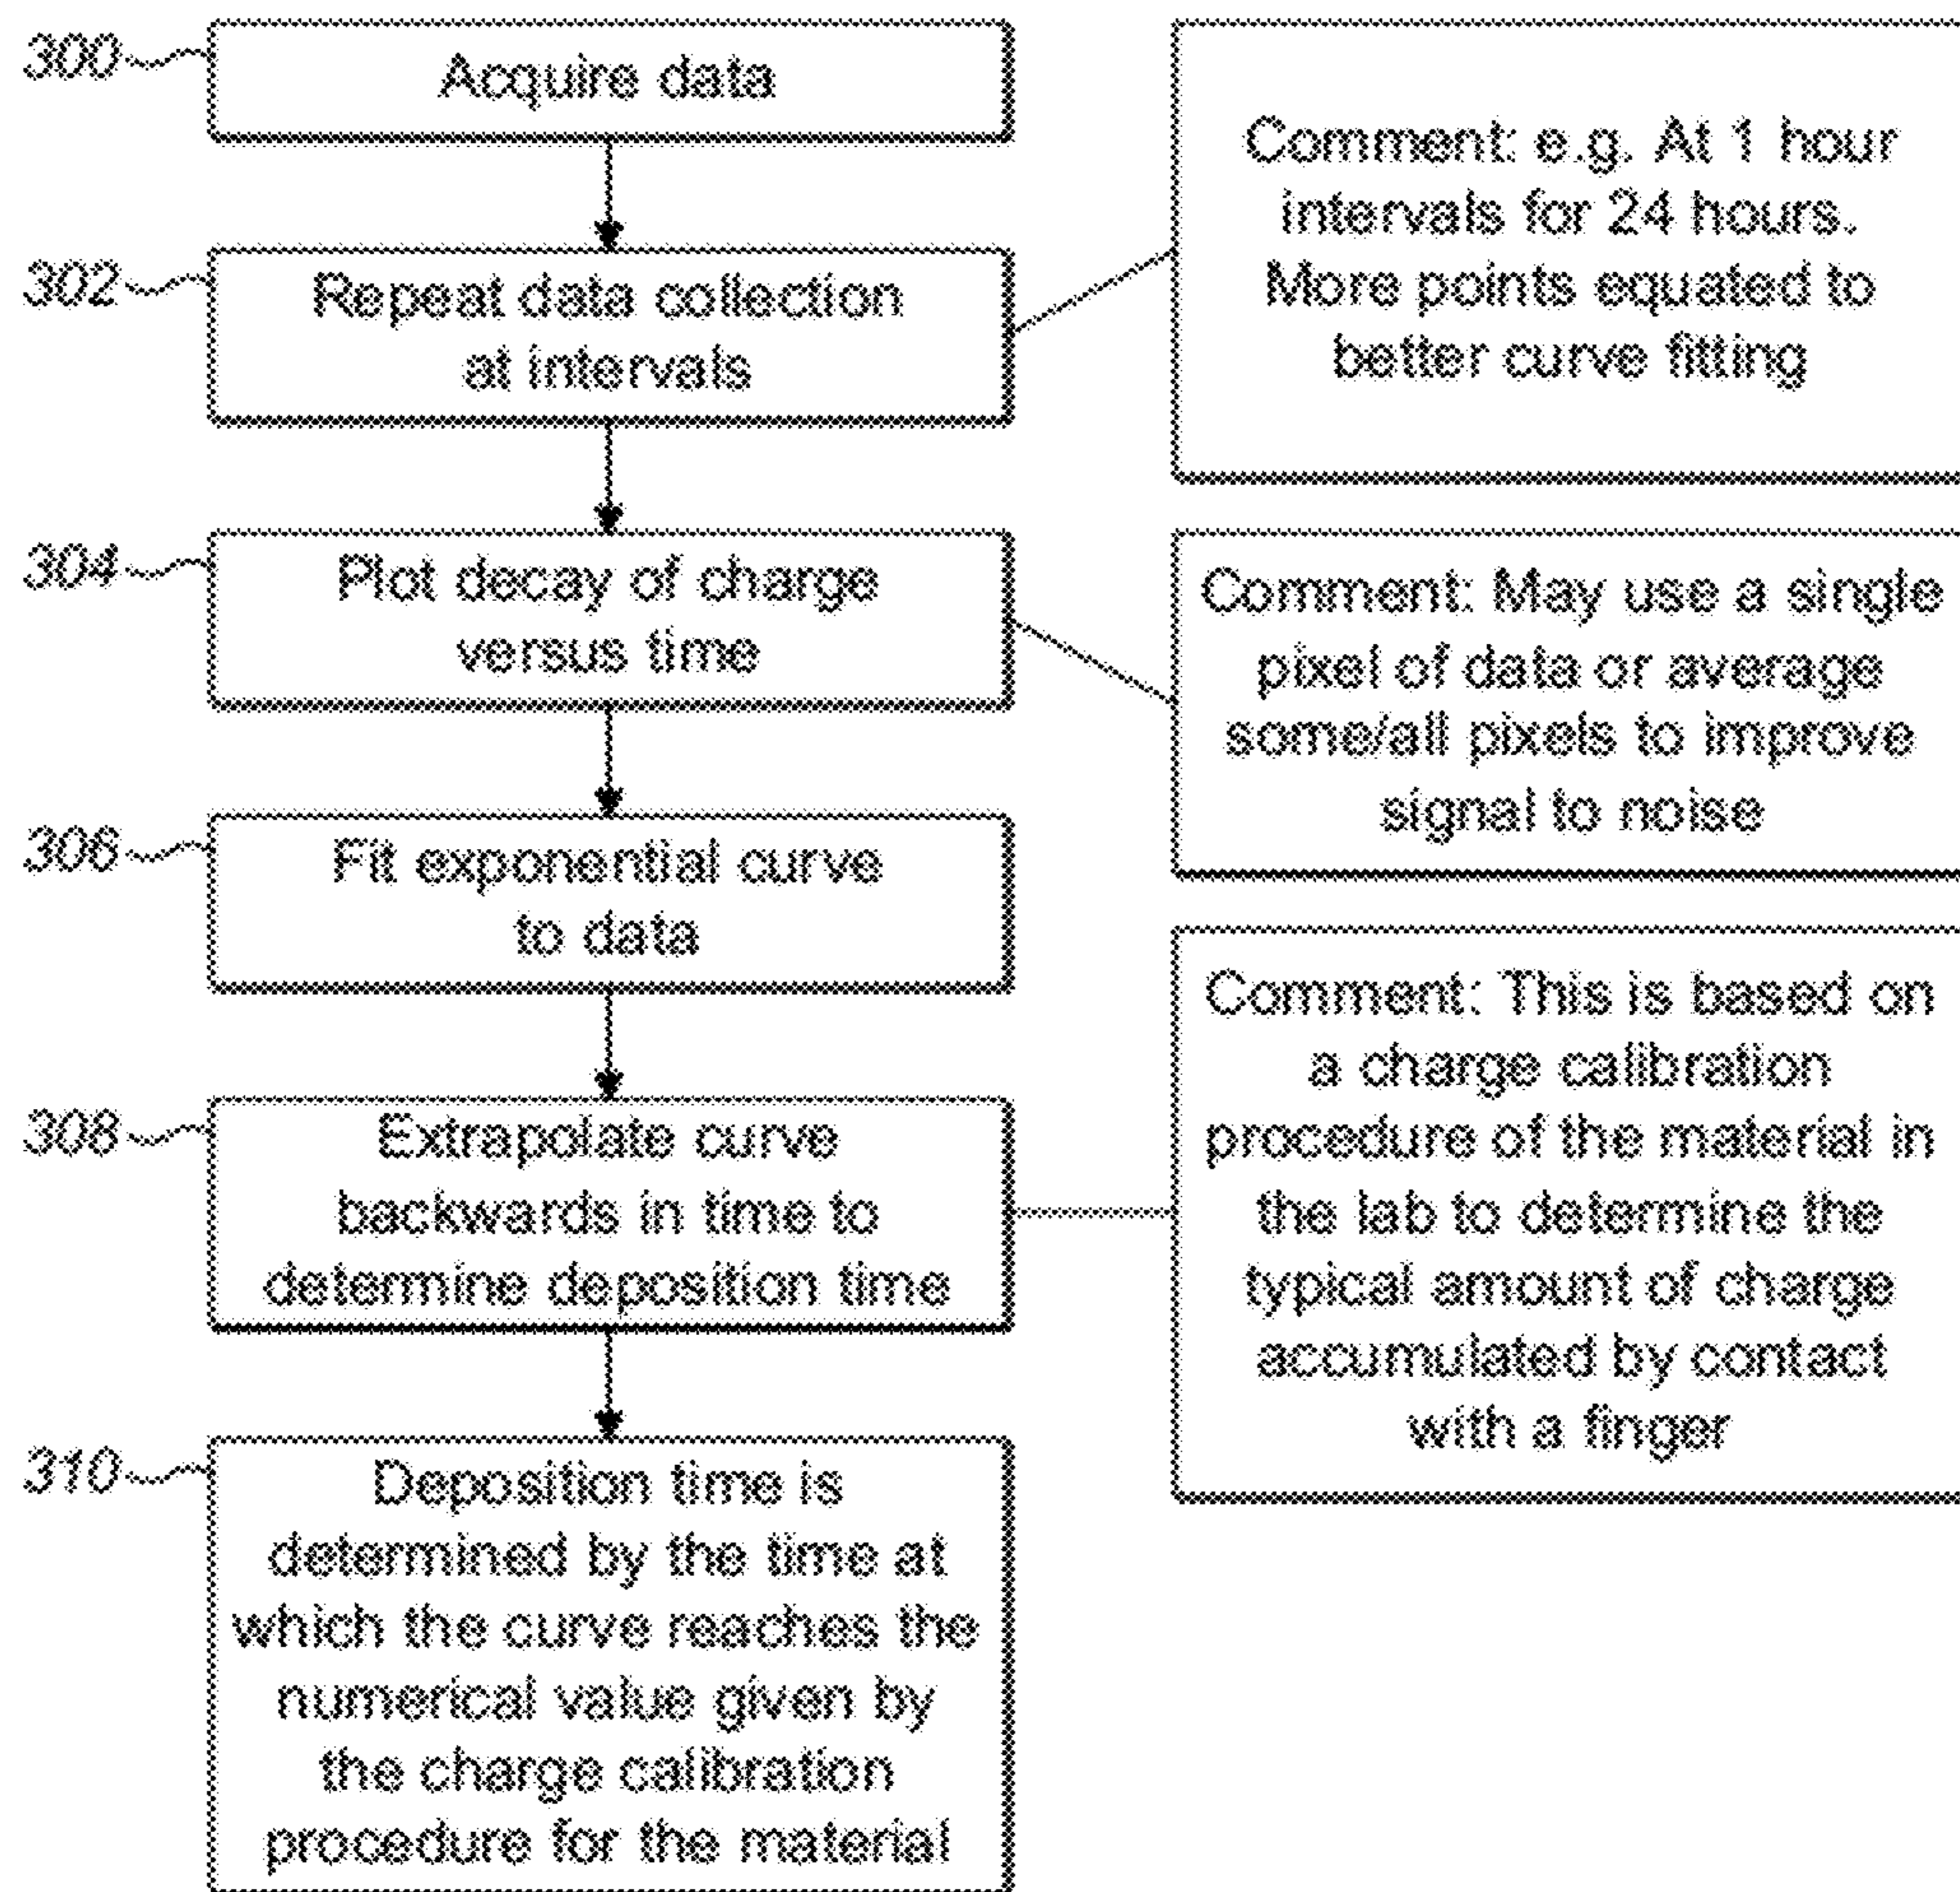 300
Acquire data
302
Repeat data collection
at intervals
Comment: e.g. At 1 hour
intervals for 24 hours.
More points equated to
better curve fitting
304
Plot decay of charge
versus time
Comment: May use a single
pixel of data or average
some/all pixels to improve
signal to noise
306
Fit exponential curve
to data
308
Extrapolate curve
backwards in time to
determine deposition time
Comment: This is based on
a charge calibration
procedure of the material in
the lab to determine the
typical amount of charge
accumulated by contact
with a finger
310
Deposition time is
determined by the time at
which the curve reaches the
numerical value given by
the charge calibration
procedure for the material